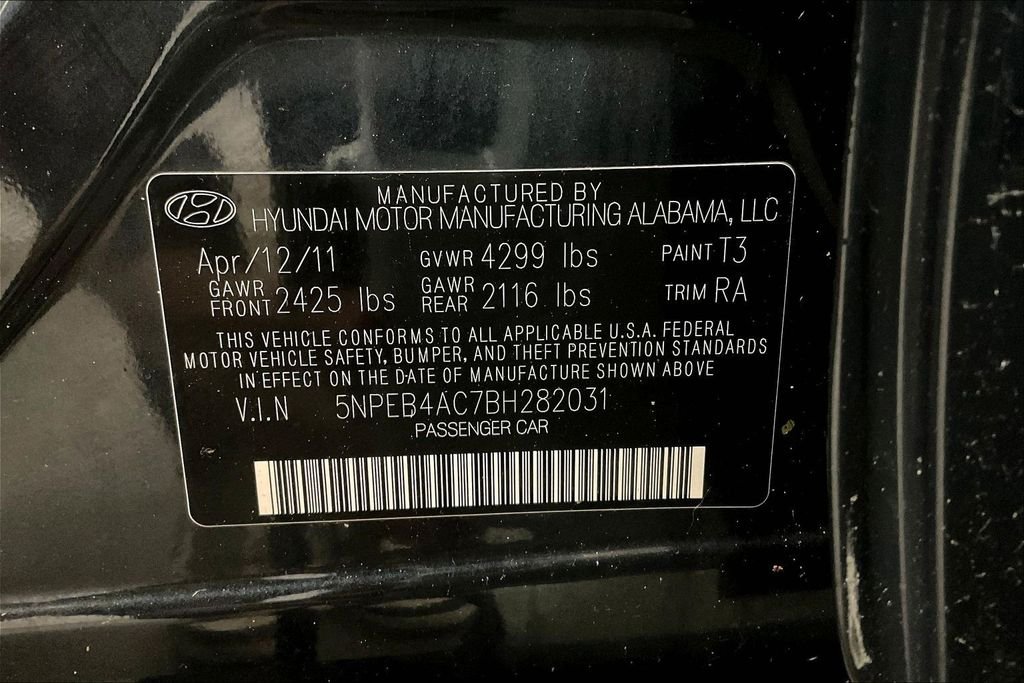 MANUFACTURED BY
HYUNDAI MOTOR MANUFACTURING ALABAMA, LLC
Apr/12/11 GVWR 4299 lbs PAINT T3
GAWR FRONT 2425 lbs GAWR REAR 2116 lbs TRIM RA
THIS VEHICLE CONFORMS TO ALL APPLICABLE U.S.A. FEDERAL
MOTOR VEHICLE SAFETY, BUMPER, AND THEFT PREVENTION STANDARDS
IN EFFECT ON THE DATE OF MANUFACTURE SHOWN ABOVE
V.I.N 5NPEB4AC7BH282031
PASSENGER CAR